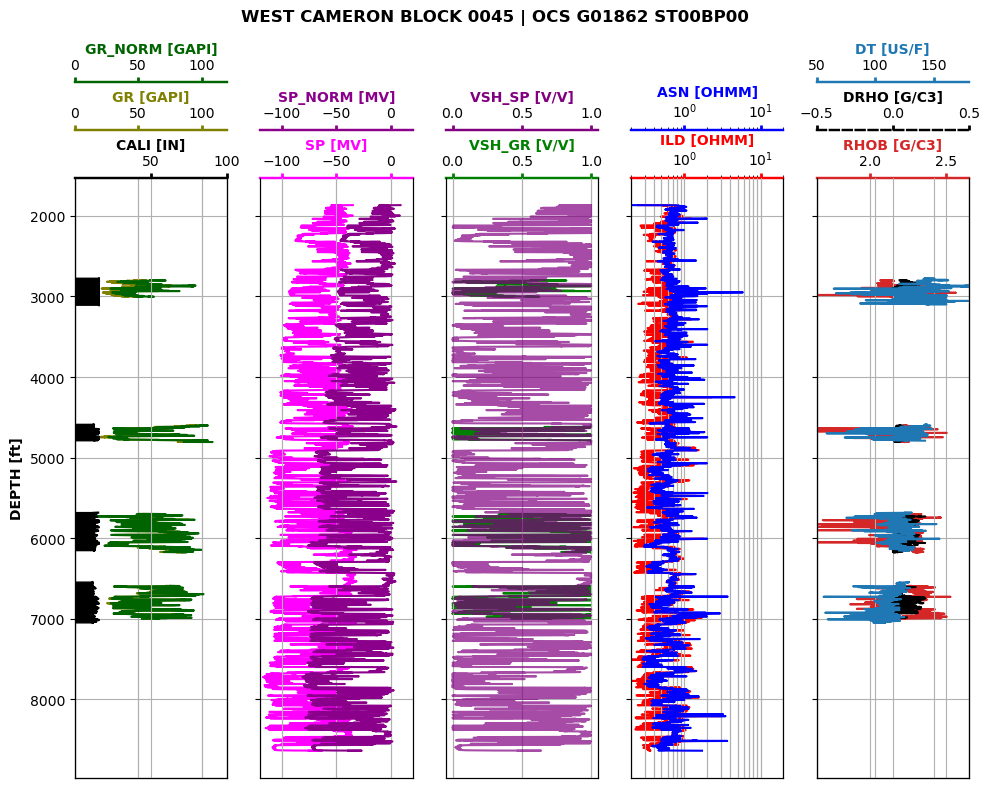 WEST CAMERON BLOCK 0045 | OCS G01862 ST00BP00
GR_NORM [GAPI]
0 50 100
GR [GAPI]
0 50 100
CALI [IN]
50 100
SP_NORM [MV]
−100 −50 0
SP [MV]
−100 −50 0
VSH_SP [V/V]
0.0 0.5 1.0
VSH_GR [V/V]
0.0 0.5 1.0
ASN [OHMM]
10^0 10^1
ILD [OHMM]
10^0 10^1
DT [US/F]
50 100 150
DRHO [G/C3]
−0.5 0.0 0.5
RHOB [G/C3]
2.0 2.5
DEPTH [ft]
2000
3000
4000
5000
6000
7000
8000